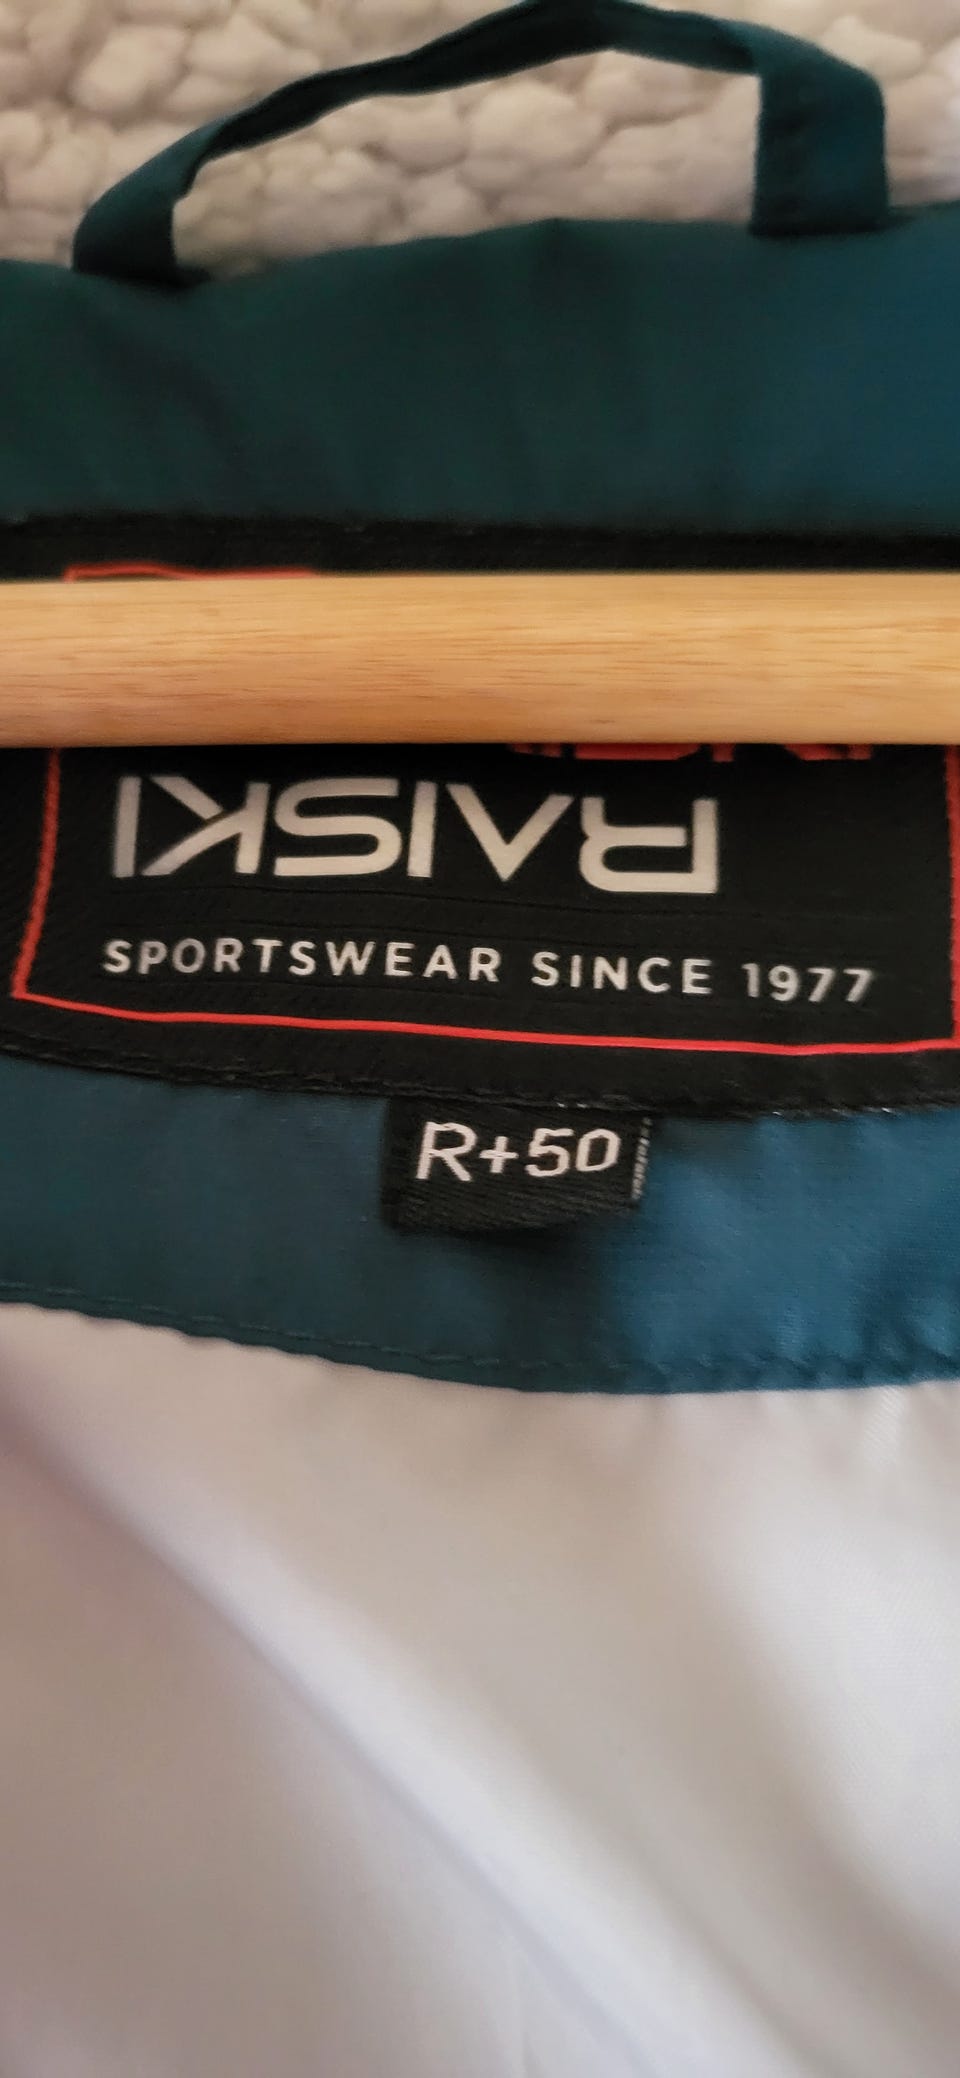 RAISKI
SPORTSWEAR SINCE 1977
R+50